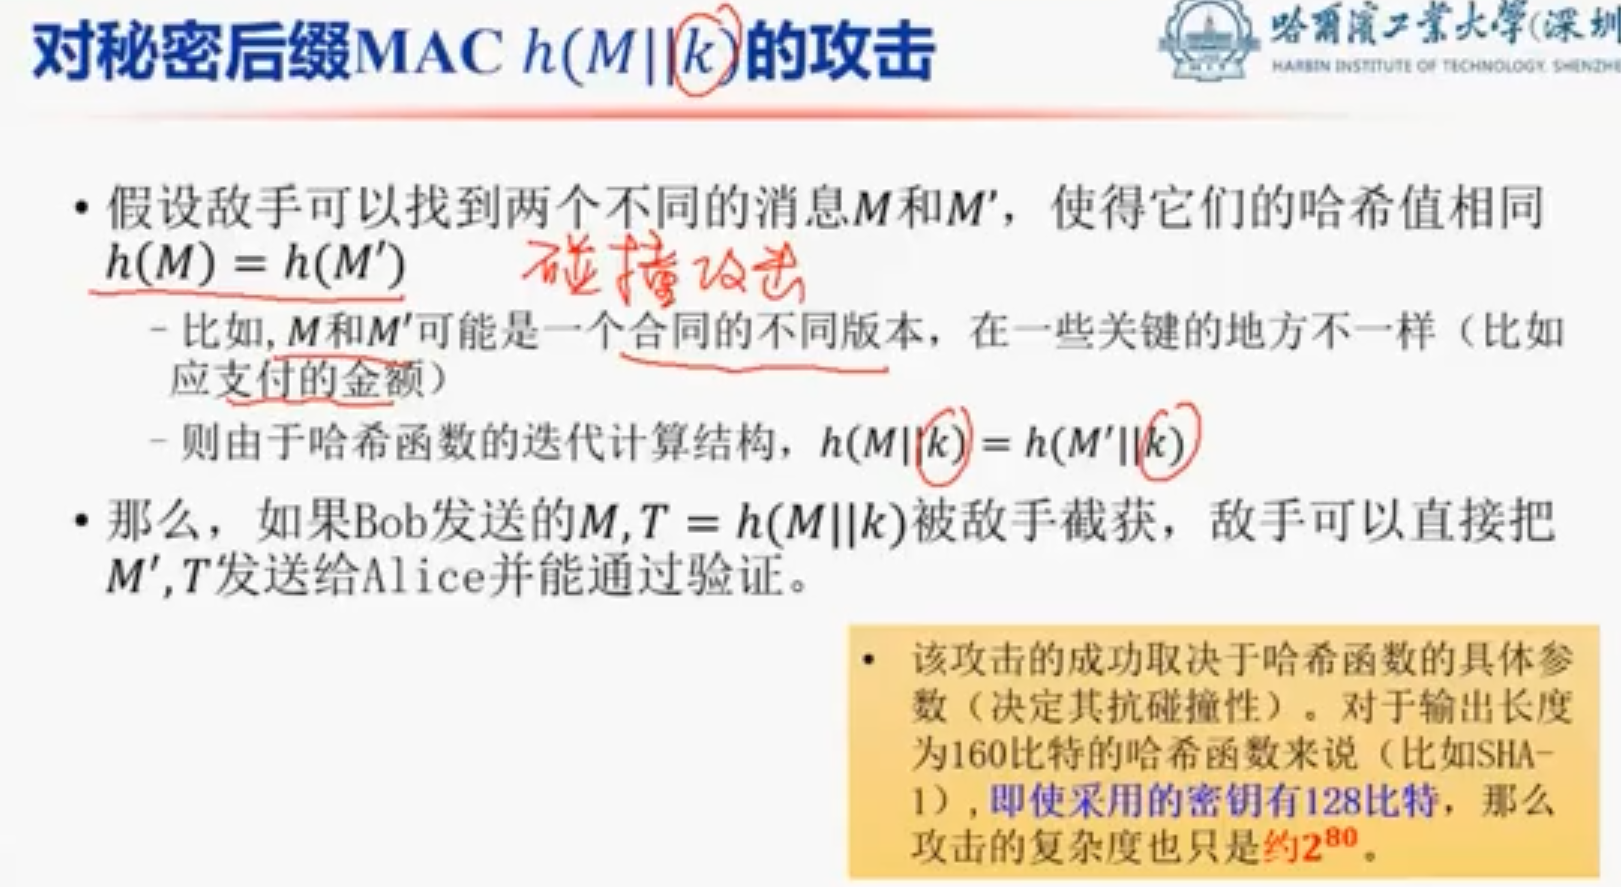 对秘密后缀MAC h(M||k)的攻击
哈爾濱工業大學(深圳
HARBIN INSTITUTE OF TECHNOLOGY, SHENZHE
• 假设敌手可以找到两个不同的消息M和M′，使得它们的哈希值相同
h(M) = h(M′)
碰撞攻击
– 比如, M和M′可能是一个合同的不同版本，在一些关键的地方不一样（比如
应支付的金额）
– 则由于哈希函数的迭代计算结构，h(M||k) = h(M′||k)
• 那么，如果Bob发送的M, T = h(M||k)被敌手截获，敌手可以直接把
M′, T发送给Alice并能通过验证。
• 该攻击的成功取决于哈希函数的具体参
数（决定其抗碰撞性）。对于输出长度
为160比特的哈希函数来说（比如SHA-
1）, 即使采用的密钥有128比特，那么
攻击的复杂度也只是约2⁸⁰。